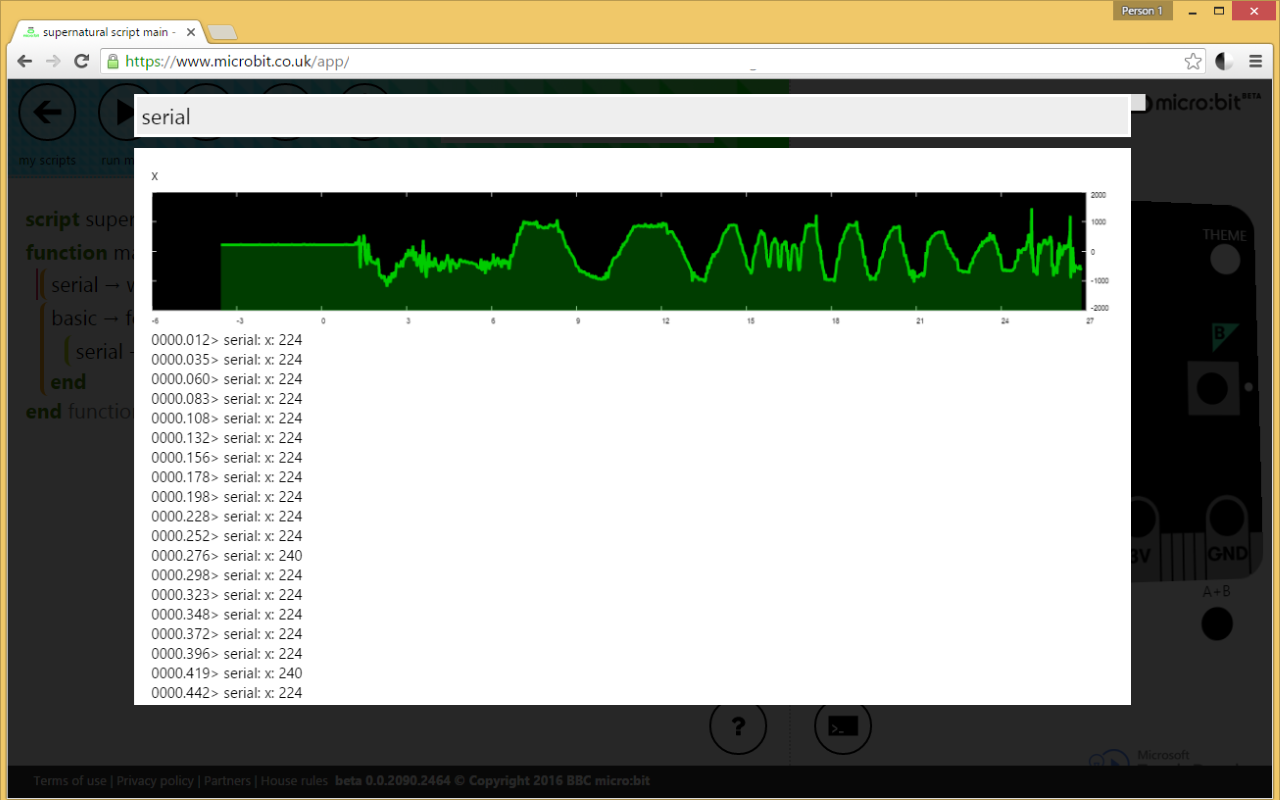 Person 1
supernatural script main -
https://www.microbit.co.uk/app/
serial
micro:bit BETA
my scripts
run m
script super
function ma
serial →
basic → f
serial
end
end function
x
2000
1000
0
-1000
-2000
-6 -3 0 3 6 9 12 15 18 21 24 27
0000.012> serial: x: 224
0000.035> serial: x: 224
0000.060> serial: x: 224
0000.083> serial: x: 224
0000.108> serial: x: 224
0000.132> serial: x: 224
0000.156> serial: x: 224
0000.178> serial: x: 224
0000.198> serial: x: 224
0000.228> serial: x: 224
0000.252> serial: x: 224
0000.276> serial: x: 240
0000.298> serial: x: 224
0000.323> serial: x: 224
0000.348> serial: x: 224
0000.372> serial: x: 224
0000.396> serial: x: 224
0000.419> serial: x: 240
0000.442> serial: x: 224
THEME
B
3V
GND
A+B
?
>_
Microsoft
Terms of use | Privacy policy | Partners | House rules beta 0.0.2090.2464 © Copyright 2016 BBC micro:bit